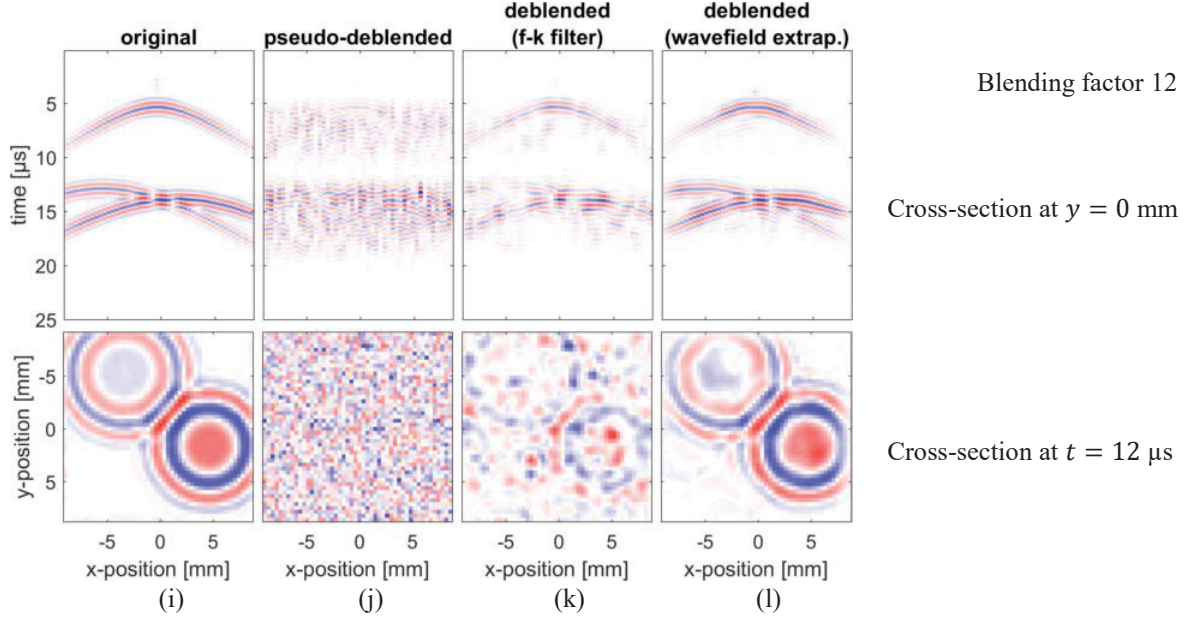 original
pseudo-deblended
deblended
(f-k filter)
deblended
(wavefield extrap.)
Blending factor 12
time [µs]
5
10
15
20
25
Cross-section at y = 0 mm
y-position [mm]
-5
0
5
Cross-section at t = 12 µs
-5 0 5
-5 0 5
-5 0 5
-5 0 5
x-position [mm]
x-position [mm]
x-position [mm]
x-position [mm]
(i)
(j)
(k)
(l)